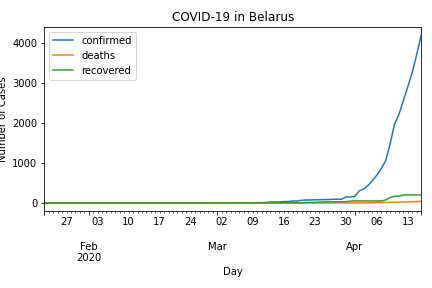 COVID-19 in Belarus
confirmed
deaths
recovered
Number of Cases
4000
3000
2000
1000
0
27 03 10 17 24 02 09 16 23 30 06 13
Feb Mar Apr
2020
Day